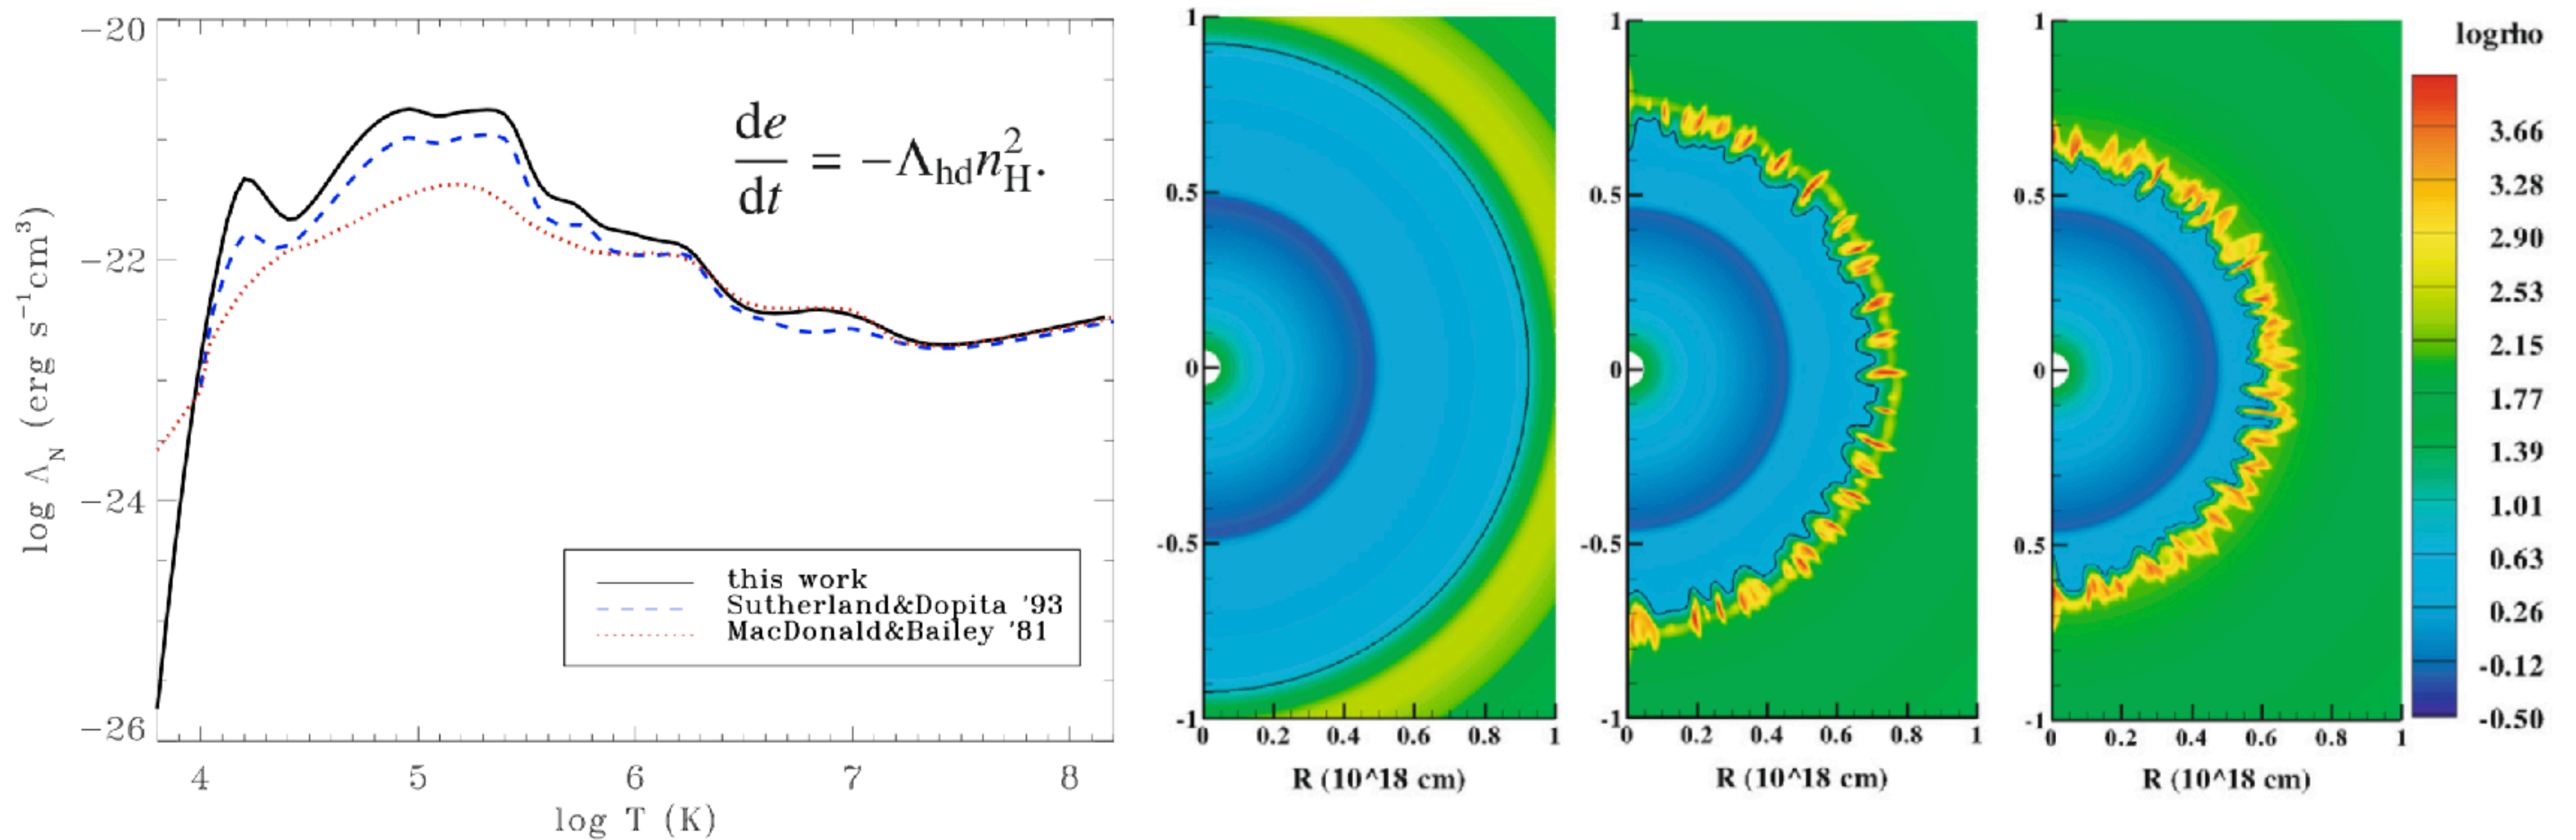 −20
−22
−24
−26
log Λ_N (erg s⁻¹cm³)
de/dt = −Λ_hd n_H².
this work
Sutherland&Dopita '93
MacDonald&Bailey '81
4 5 6 7 8
log T (K)
1
0.5
0
-0.5
-1
0 0.2 0.4 0.6 0.8 1
R (10^18 cm)
1
0.5
0
-0.5
-1
0 0.2 0.4 0.6 0.8 1
R (10^18 cm)
1
0.5
0
0.5
-1
0 0.2 0.4 0.6 0.8 1
R (10^18 cm)
logrho
3.66
3.28
2.90
2.53
2.15
1.77
1.39
1.01
0.63
0.26
-0.12
-0.50